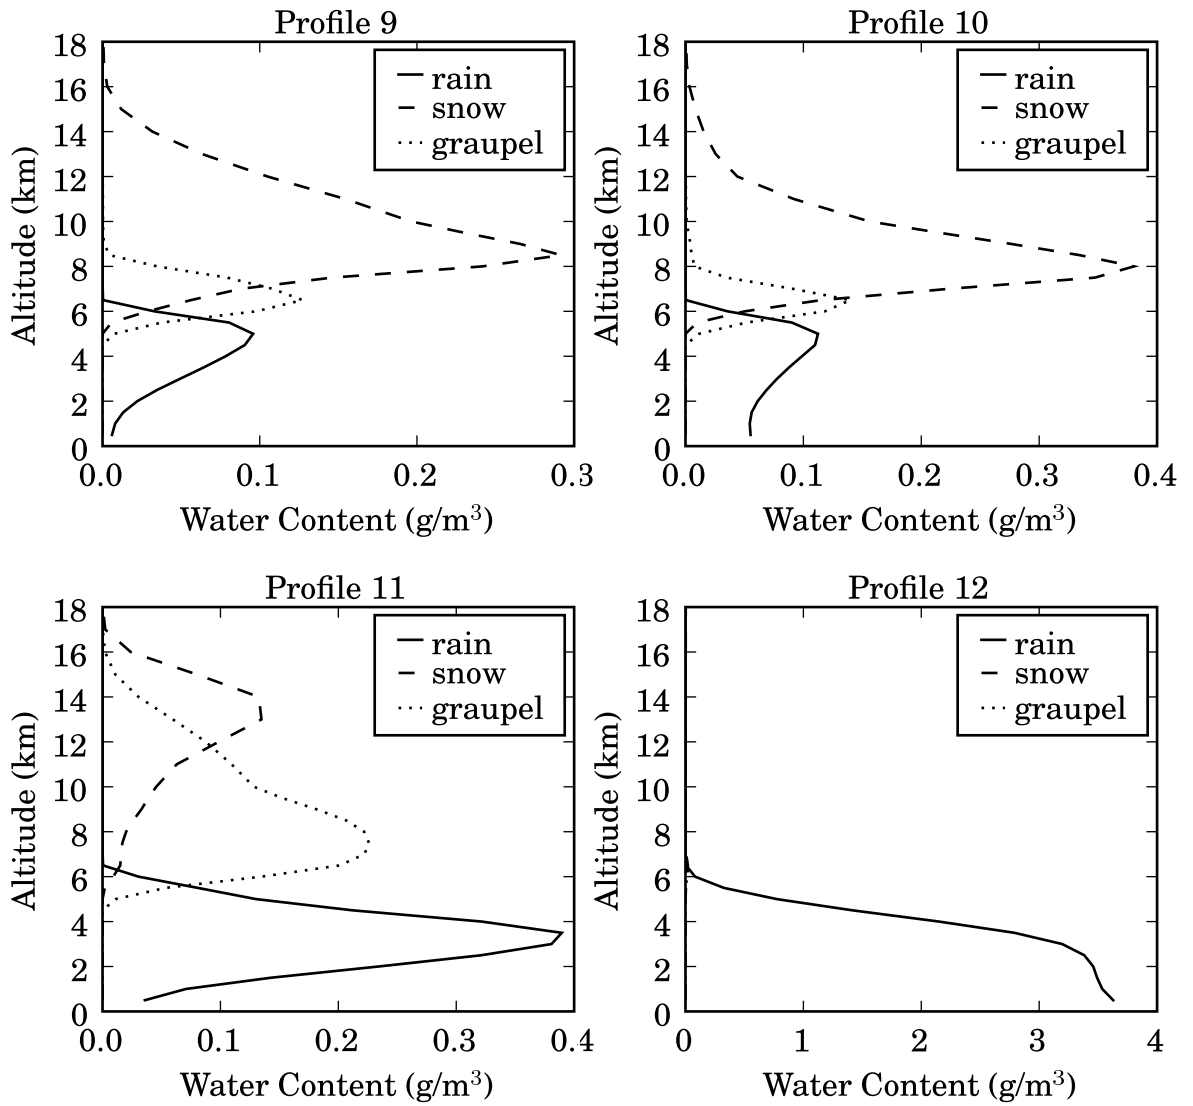 Profile 9
18
16
14
12
10
8
6
4
2
0
Altitude (km)
rain
snow
graupel
0.0 0.1 0.2 0.3
Water Content (g/m³)
Profile 10
18
16
14
12
10
8
6
4
2
0
Altitude (km)
rain
snow
graupel
0.0 0.1 0.2 0.3 0.4
Water Content (g/m³)
Profile 11
18
16
14
12
10
8
6
4
2
0
Altitude (km)
rain
snow
graupel
0.0 0.1 0.2 0.3 0.4
Water Content (g/m³)
Profile 12
18
16
14
12
10
8
6
4
2
0
Altitude (km)
rain
snow
graupel
0 1 2 3 4
Water Content (g/m³)